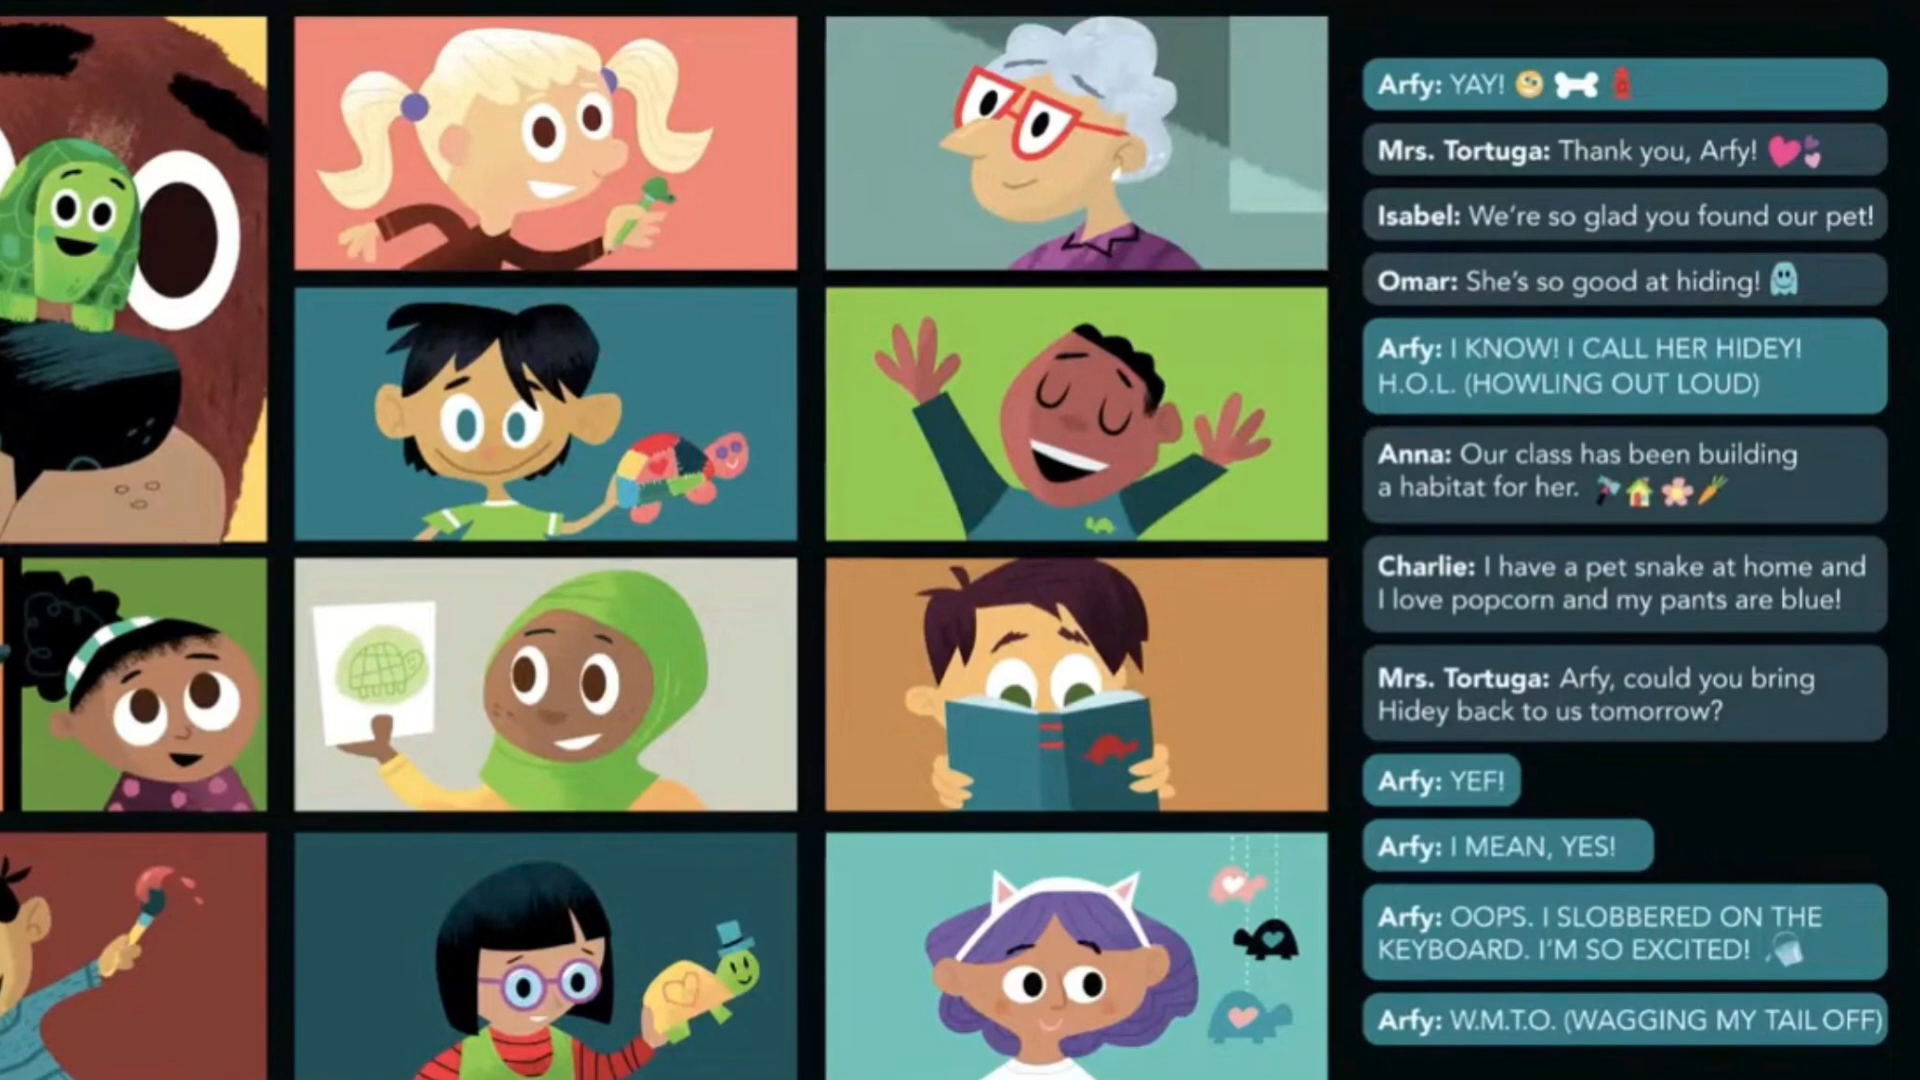 Arfy: YAY!
Mrs. Tortuga: Thank you, Arfy!
Isabel: We're so glad you found our pet!
Omar: She's so good at hiding!
Arfy: I KNOW! I CALL HER HIDEY!
H.O.L. (HOWLING OUT LOUD)
Anna: Our class has been building
a habitat for her.
Charlie: I have a pet snake at home and
I love popcorn and my pants are blue!
Mrs. Tortuga: Arfy, could you bring
Hidey back to us tomorrow?
Arfy: YEF!
Arfy: I MEAN, YES!
Arfy: OOPS. I SLOBBERED ON THE
KEYBOARD. I'M SO EXCITED!
Arfy: W.M.T.O. (WAGGING MY TAIL OFF)